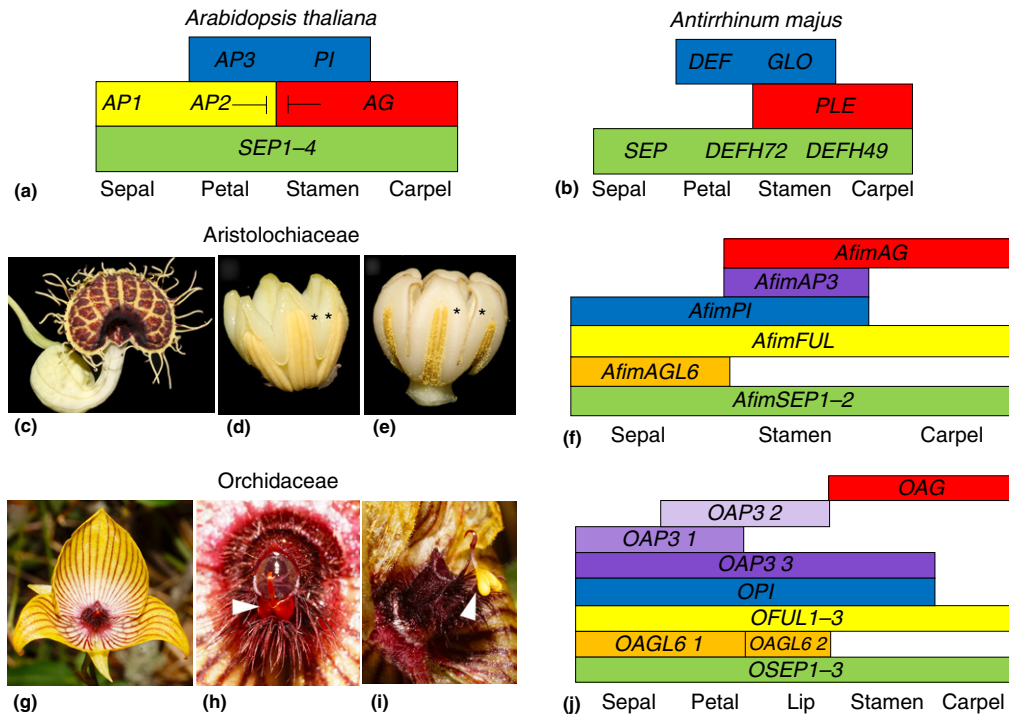 Arabidopsis thaliana
AP3 PI
AP1 AP2 AG
SEP1–4
(a) Sepal Petal Stamen Carpel
Antirrhinum majus
DEF GLO
PLE
SEP DEFH72 DEFH49
Sepal Petal Stamen Carpel
(b)
Aristolochiaceae
* *
* *
(c) (d) (e)
AfimAG
AfimAP3
AfimPI
AfimFUL
AfimAGL6
AfimSEP1–2
(f) Sepal Stamen Carpel
Orchidaceae
(g) (h) (i)
OAG
OAP3 2
OAP3 1
OAP3 3
OPI
OFUL1–3
OAGL6 1 OAGL6 2
OSEP1–3
(j) Sepal Petal Lip Stamen Carpel